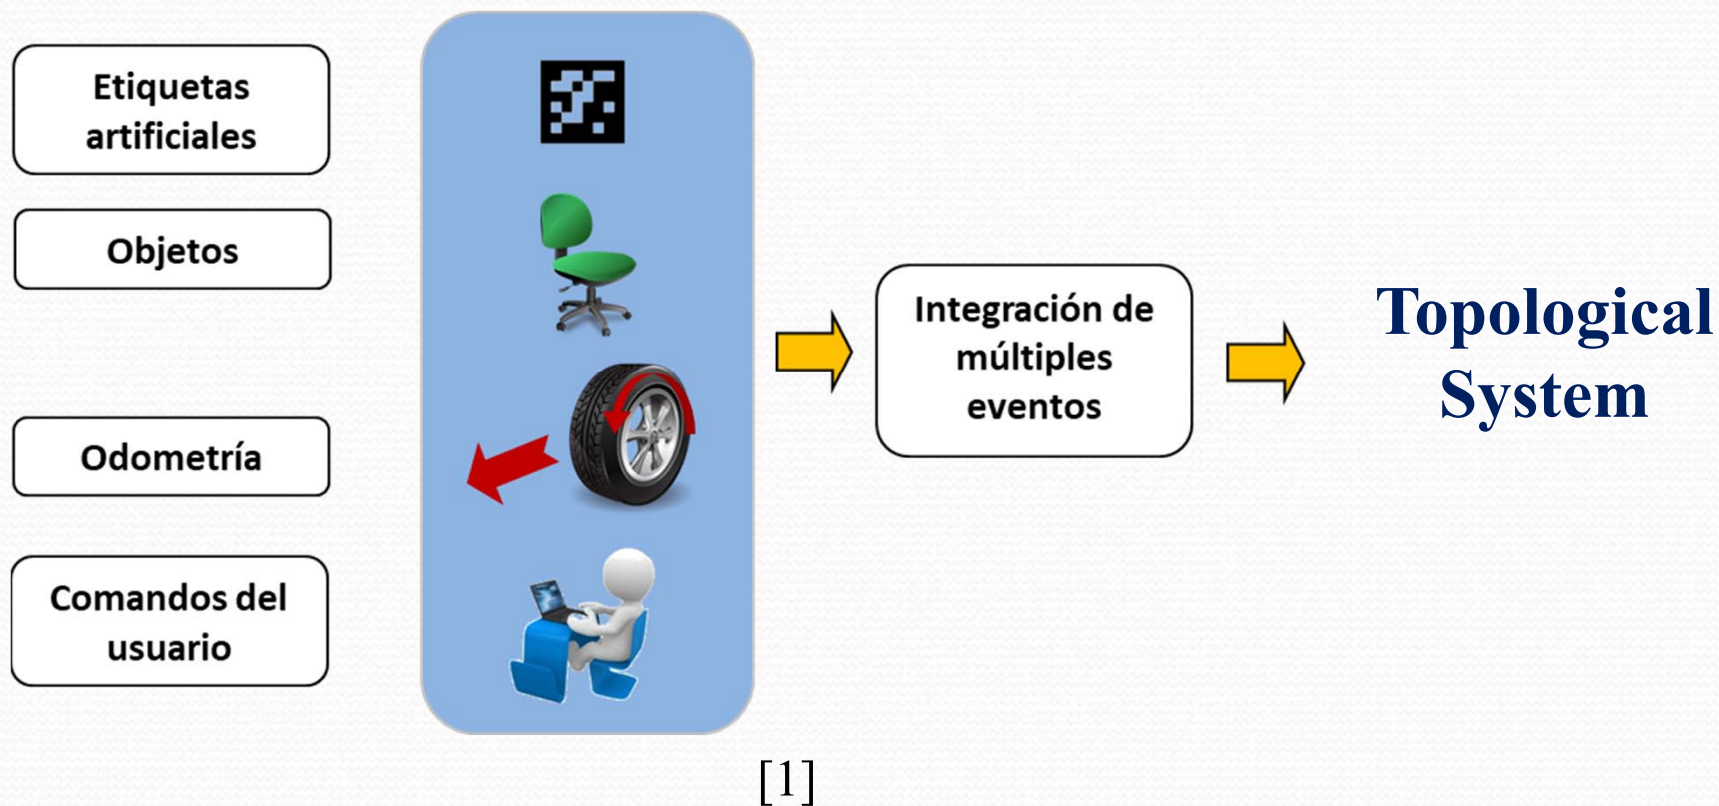 Etiquetas
artificiales
Objetos
Odometría
Comandos del
usuario
Integración de
múltiples
eventos
Topological
System
[1]